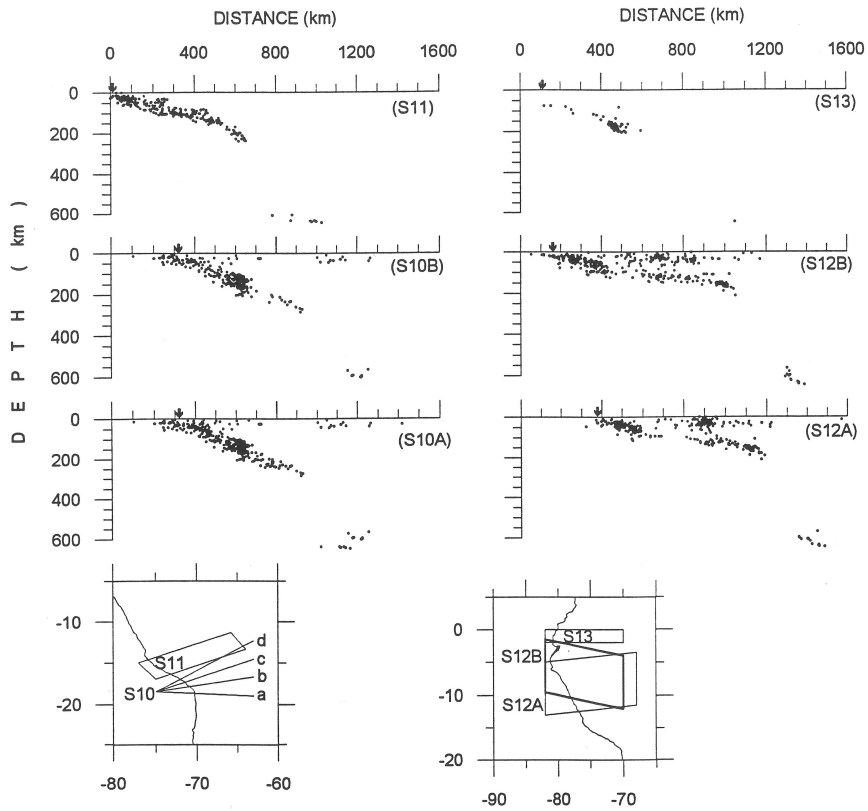 DISTANCE (km)
0 400 800 1200 1600
0
200
400
600
(S11)
0
200
400
600
(S10B)
0
200
400
600
(S10A)
DEPTH (km)
DISTANCE (km)
0 400 800 1200 1600
(S13)
(S12B)
(S12A)
-10
-20
-80 -70 -60
S11
S10
d
c
b
a
0
-10
-20
-90 -80 -70
S13
S12B
S12A